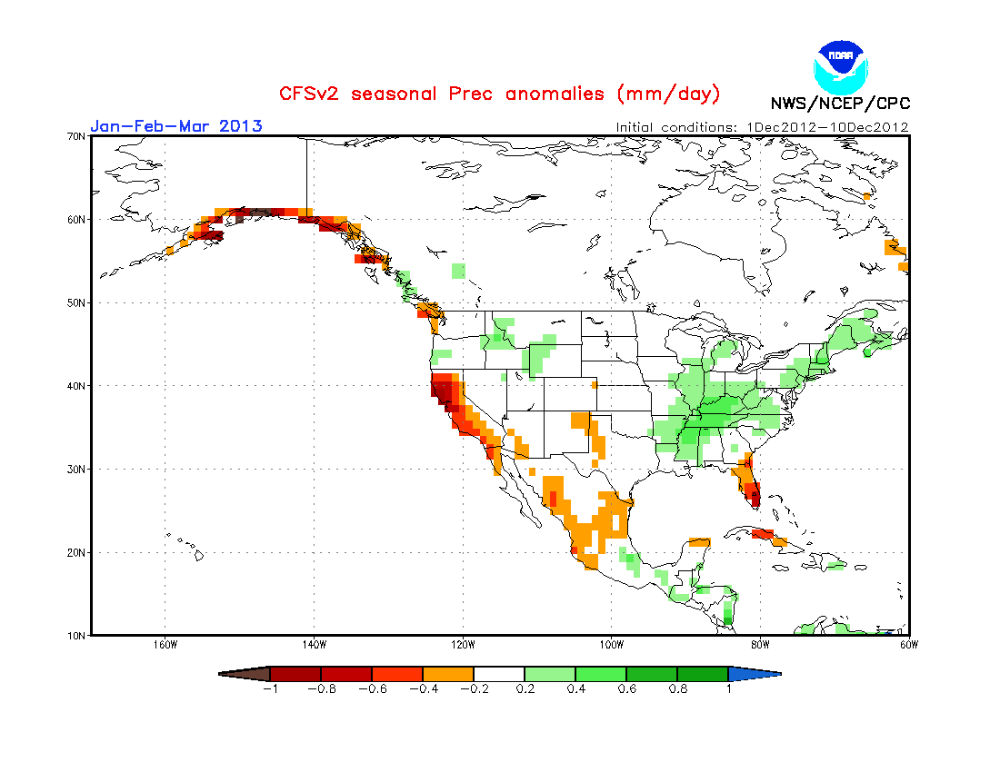 NOAA
CFSv2 seasonal Prec anomalies (mm/day)
NWS/NCEP/CPC
Jan-Feb-Mar 2013
Initial conditions: 1Dec2012-10Dec2012
70N
60N
50N
40N
30N
20N
10N
160W 140W 120W 100W 80W 60W
-1 -0.8 -0.6 -0.4 -0.2 0.2 0.4 0.6 0.8 1